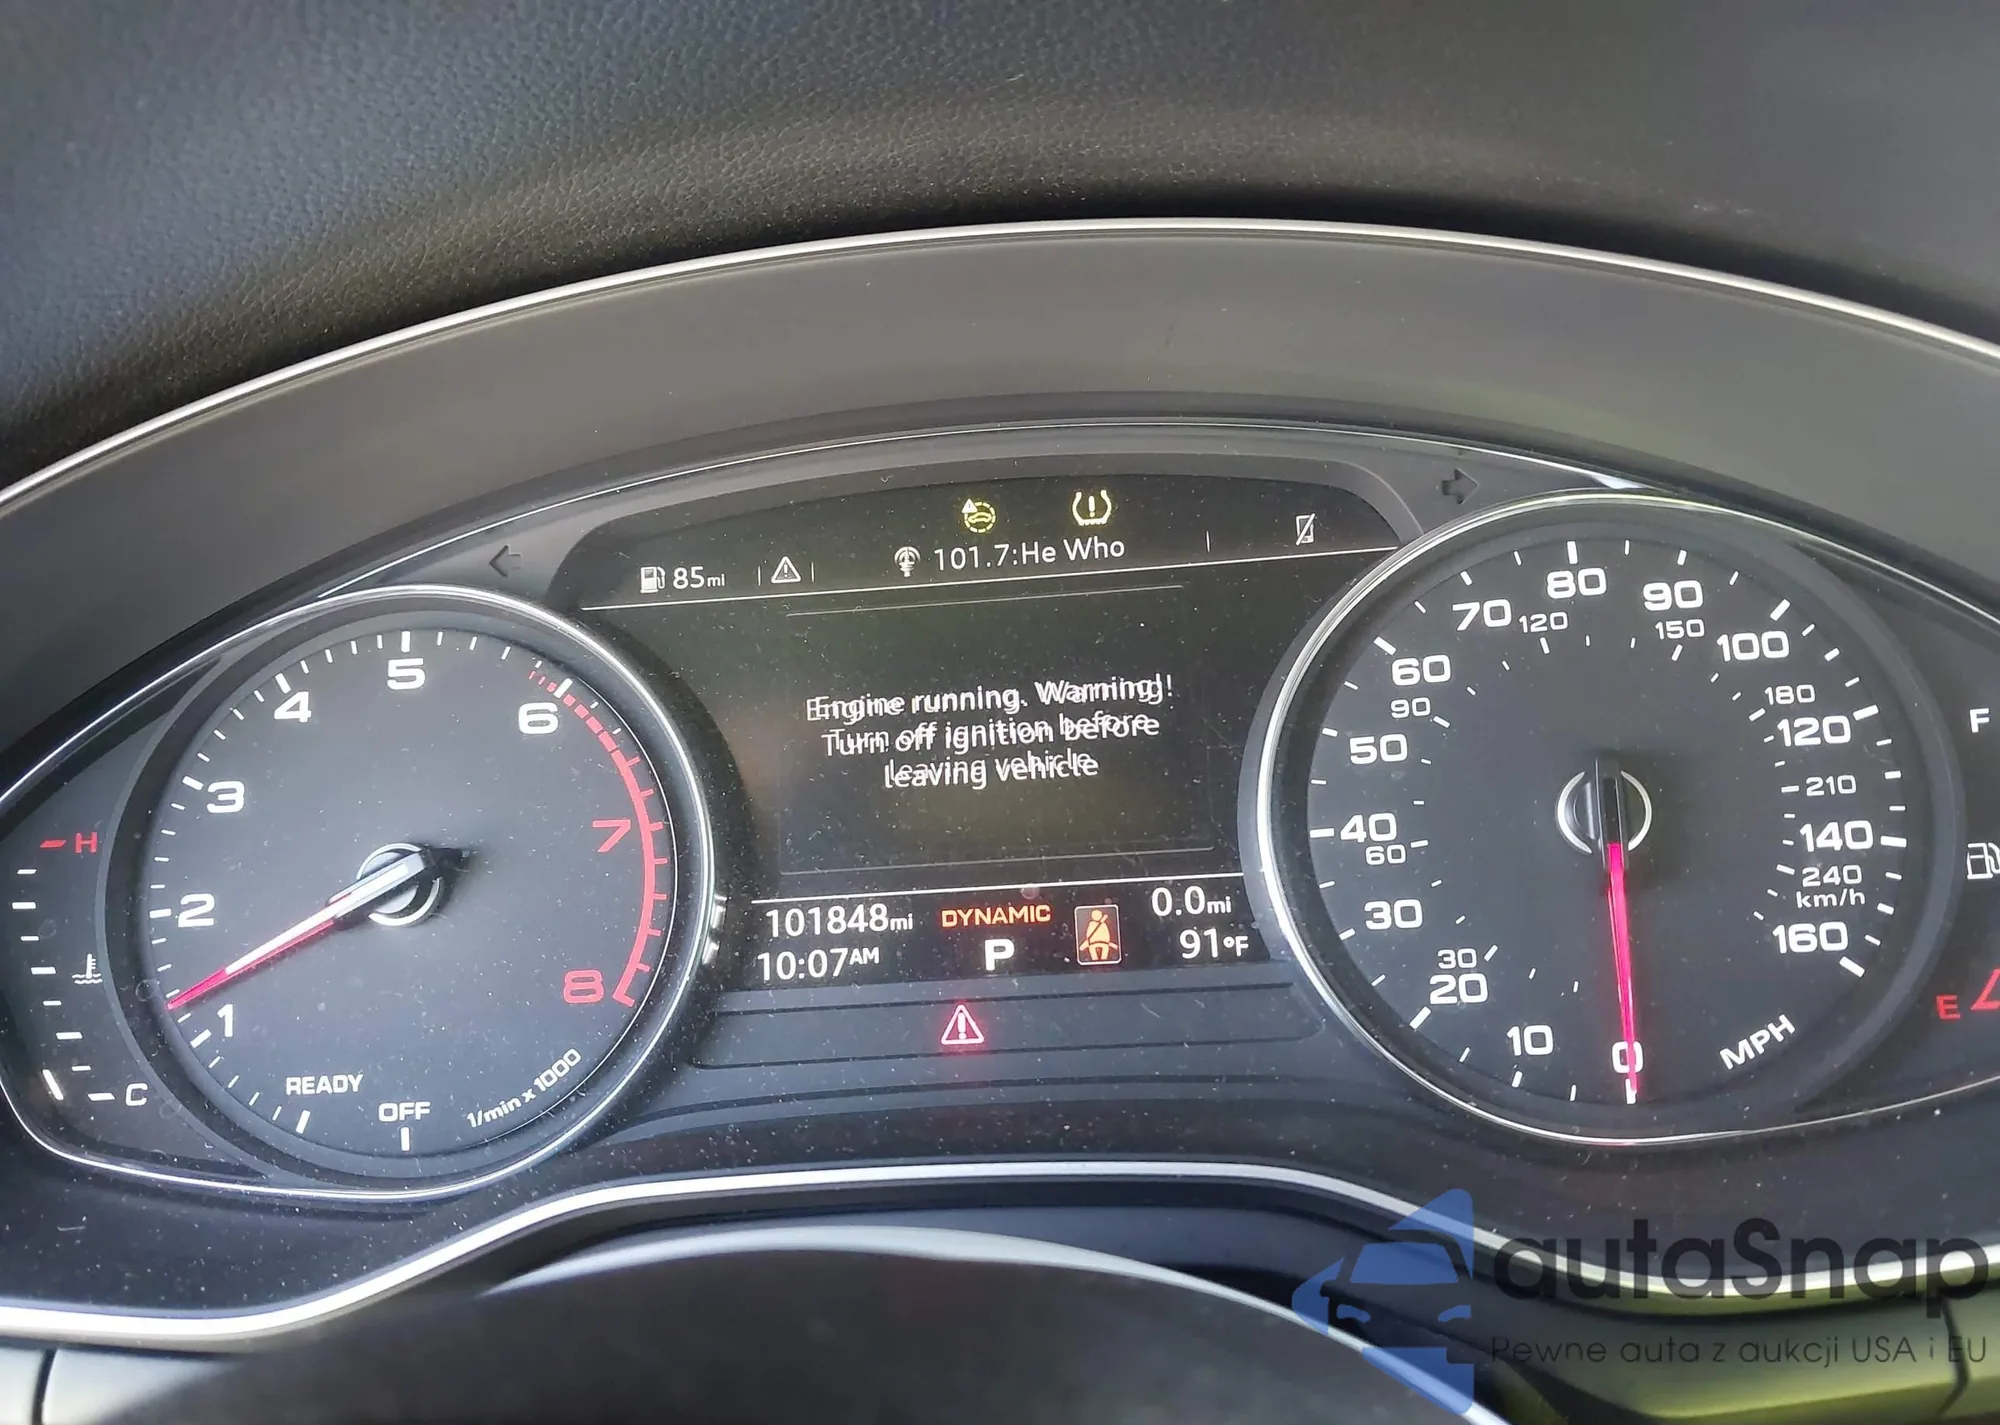 85mi
101.7:He Who
Engine running. Warning!
Turn off ignition before
leaving vehicle
101848mi
DYNAMIC
0.0mi
10:07AM
P
91°F
H
C
1
2
3
4
5
6
7
8
READY
OFF
1/min x 1000
0
10
20
30
40
50
60
70
80
90
100
120
140
160
MPH
30
60
90
120
150
180
210
240
km/h
F
E
autaSnap
Pewne auta z aukcji USA i EU